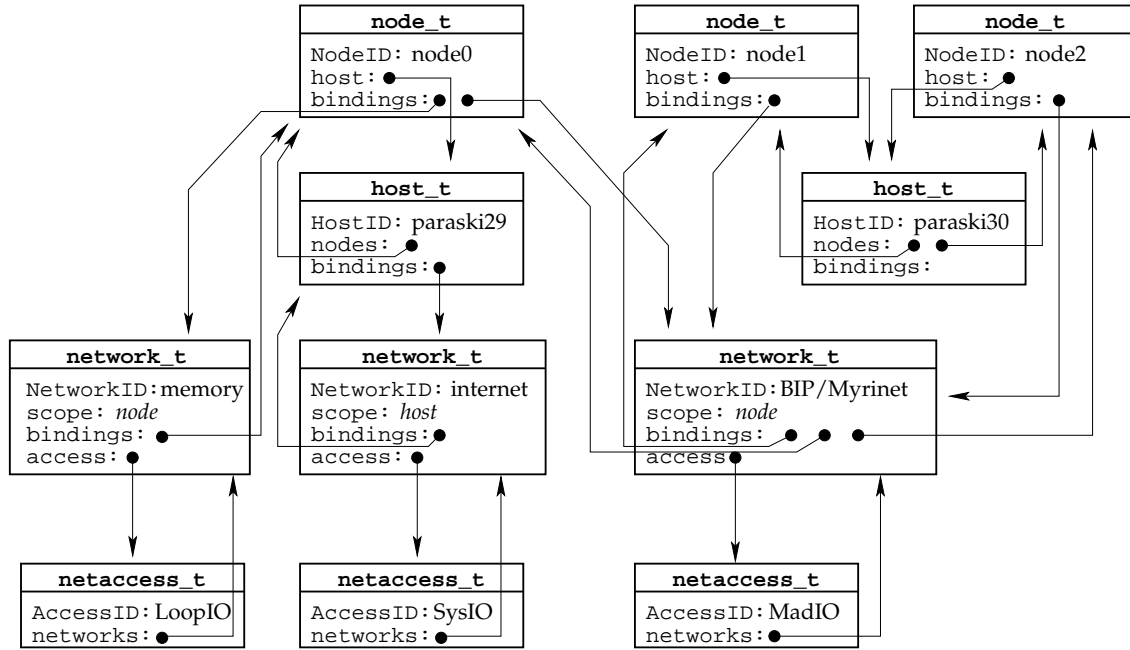 node_t
NodeID: node0
host:
bindings:
node_t
NodeID: node1
host:
bindings:
node_t
NodeID: node2
host:
bindings:
host_t
HostID: paraski29
nodes:
bindings:
host_t
HostID: paraski30
nodes:
bindings:
network_t
NetworkID: memory
scope: node
bindings:
access:
network_t
NetworkID: internet
scope: host
bindings:
access:
network_t
NetworkID: BIP/Myrinet
scope: node
bindings:
access
netaccess_t
AccessID: LoopIO
networks:
netaccess_t
AccessID: SysIO
networks:
netaccess_t
AccessID: MadIO
networks: